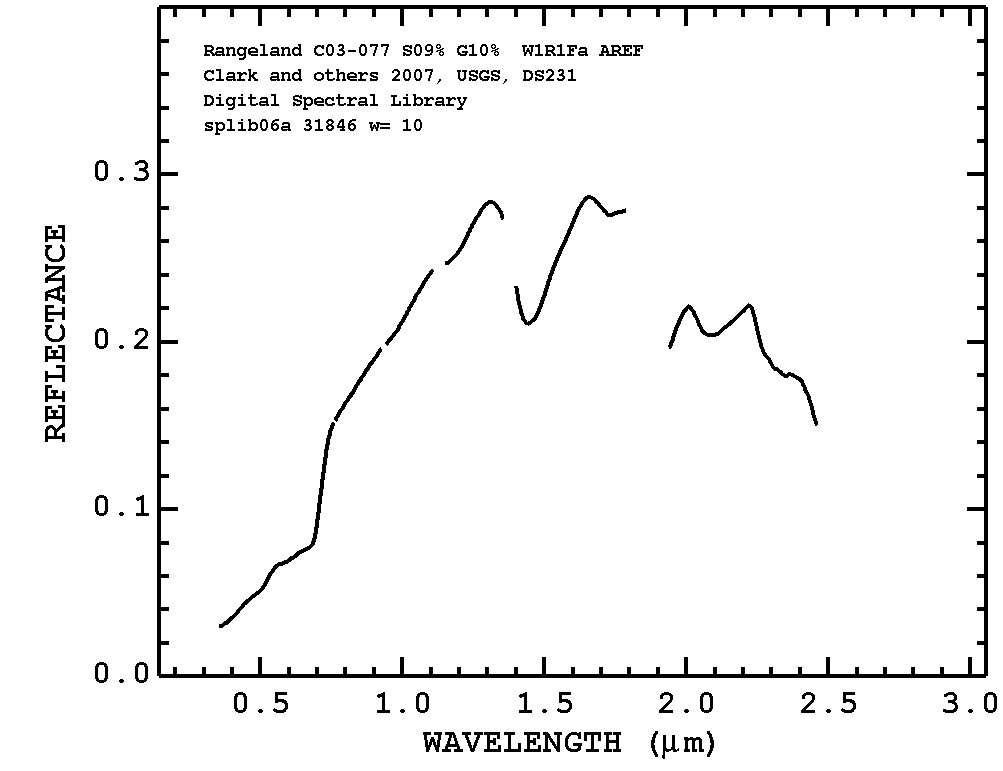 Rangeland C03-077 S09% G10%  W1R1Fa AREF
Clark and others 2007, USGS, DS231
Digital Spectral Library
splib06a 31846 w= 10
0.3
0.2
0.1
0.0
REFLECTANCE
0.5 1.0 1.5 2.0 2.5 3.0
WAVELENGTH (μm)